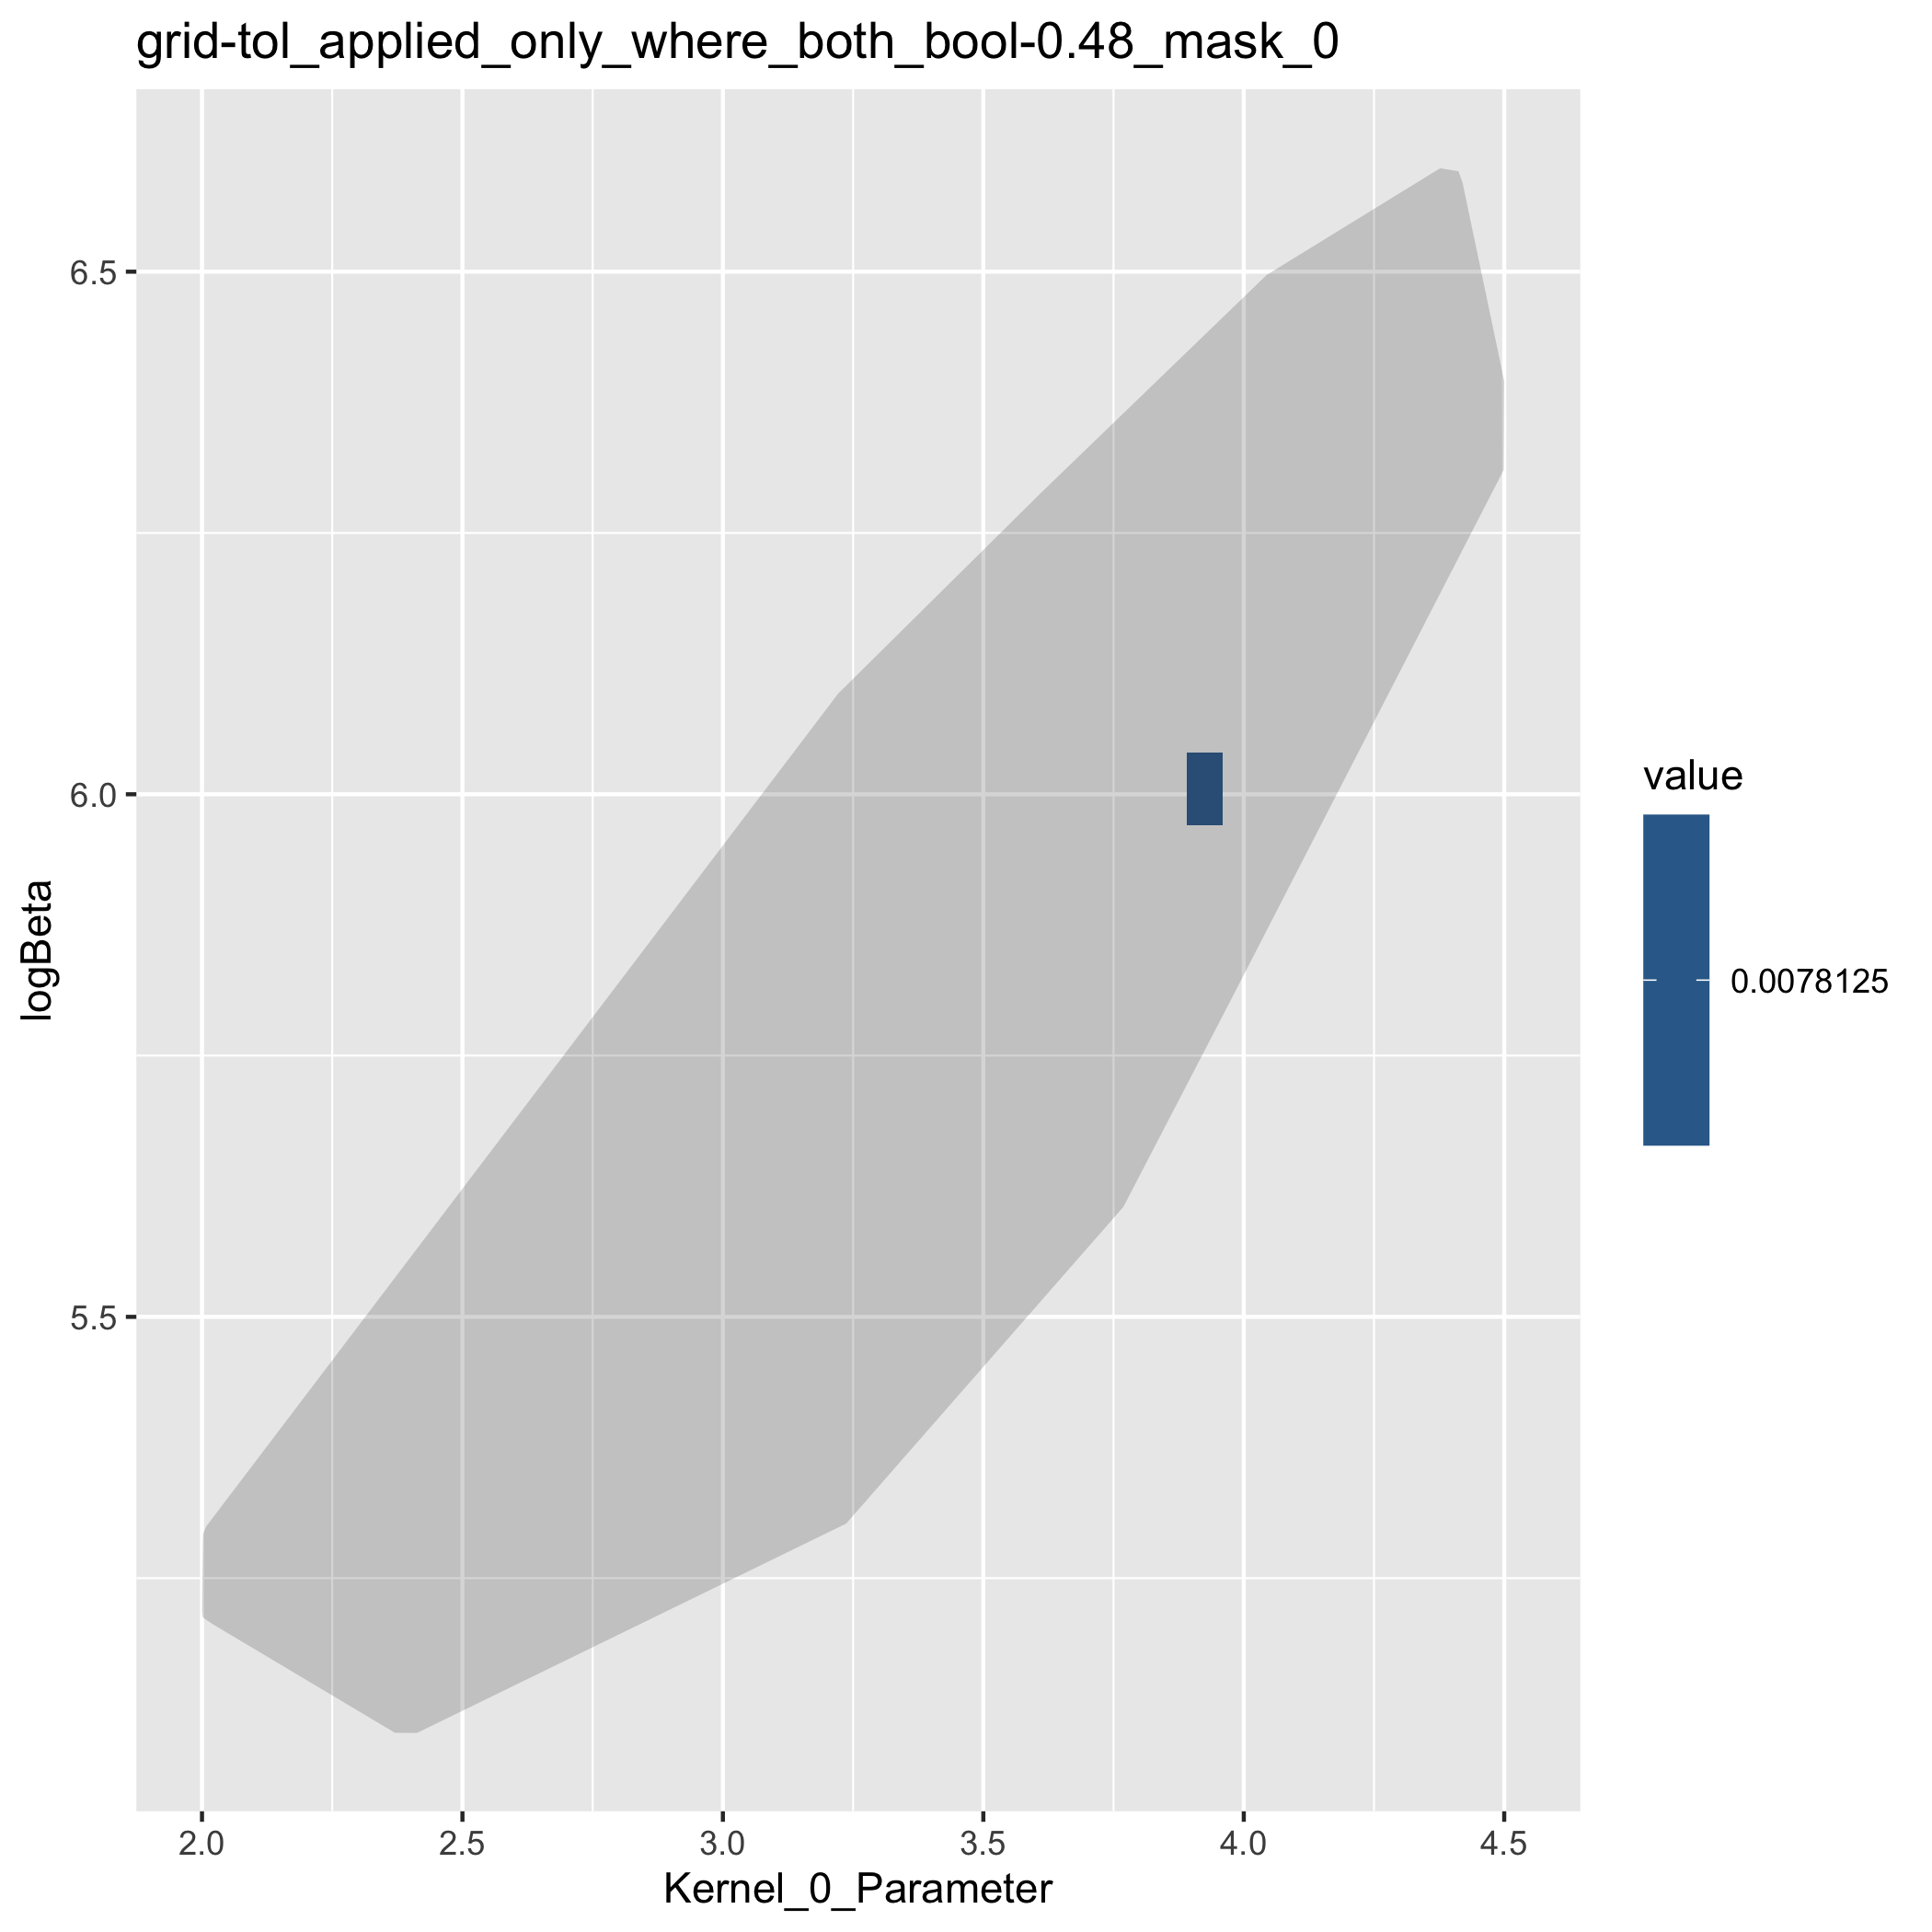 grid-tol_applied_only_where_both_bool-0.48_mask_0
6.5
6.0
5.5
logBeta
2.0 2.5 3.0 3.5 4.0 4.5
Kernel_0_Parameter
value
0.0078125